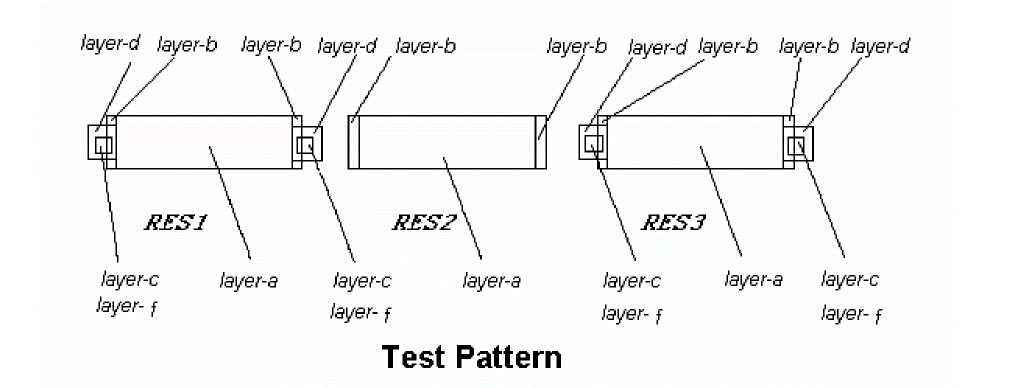 layer-d layer-b layer-b layer-d layer-b layer-b layer-d layer-b layer-b layer-d
RES1 RES2 RES3
layer-c layer-a layer-c layer-a layer-c layer-a layer-c
layer- f layer- f layer- f layer- f
Test Pattern